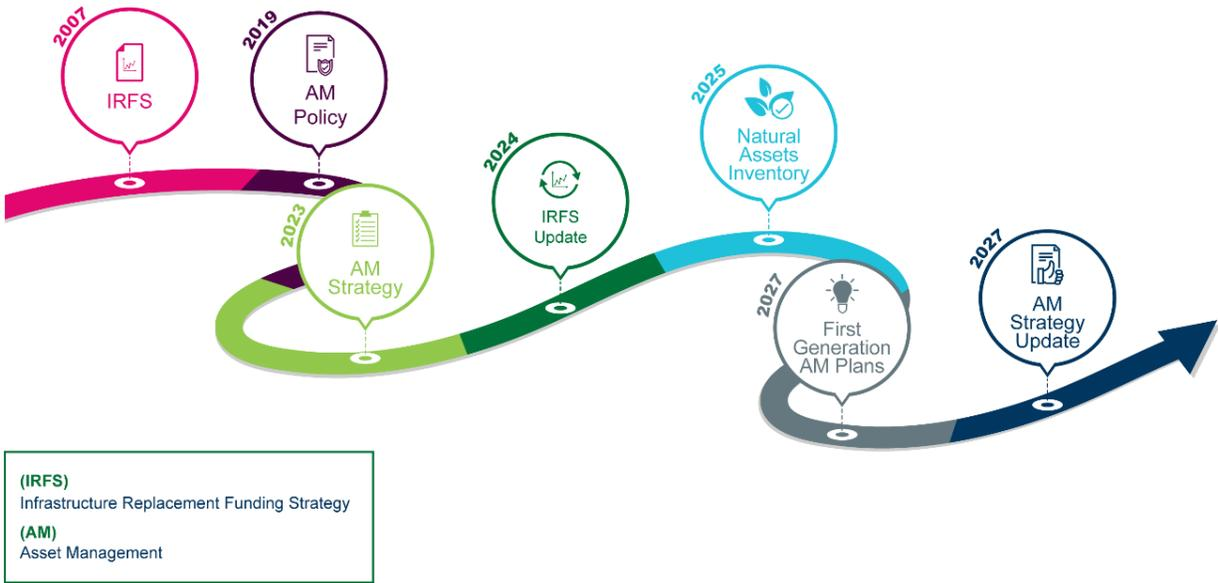 2007
IRFS
2019
AM
Policy
2023
AM
Strategy
2024
IRFS
Update
2025
Natural
Assets
Inventory
2027
First
Generation
AM Plans
2027
AM
Strategy
Update
(IRFS)
Infrastructure Replacement Funding Strategy
(AM)
Asset Management